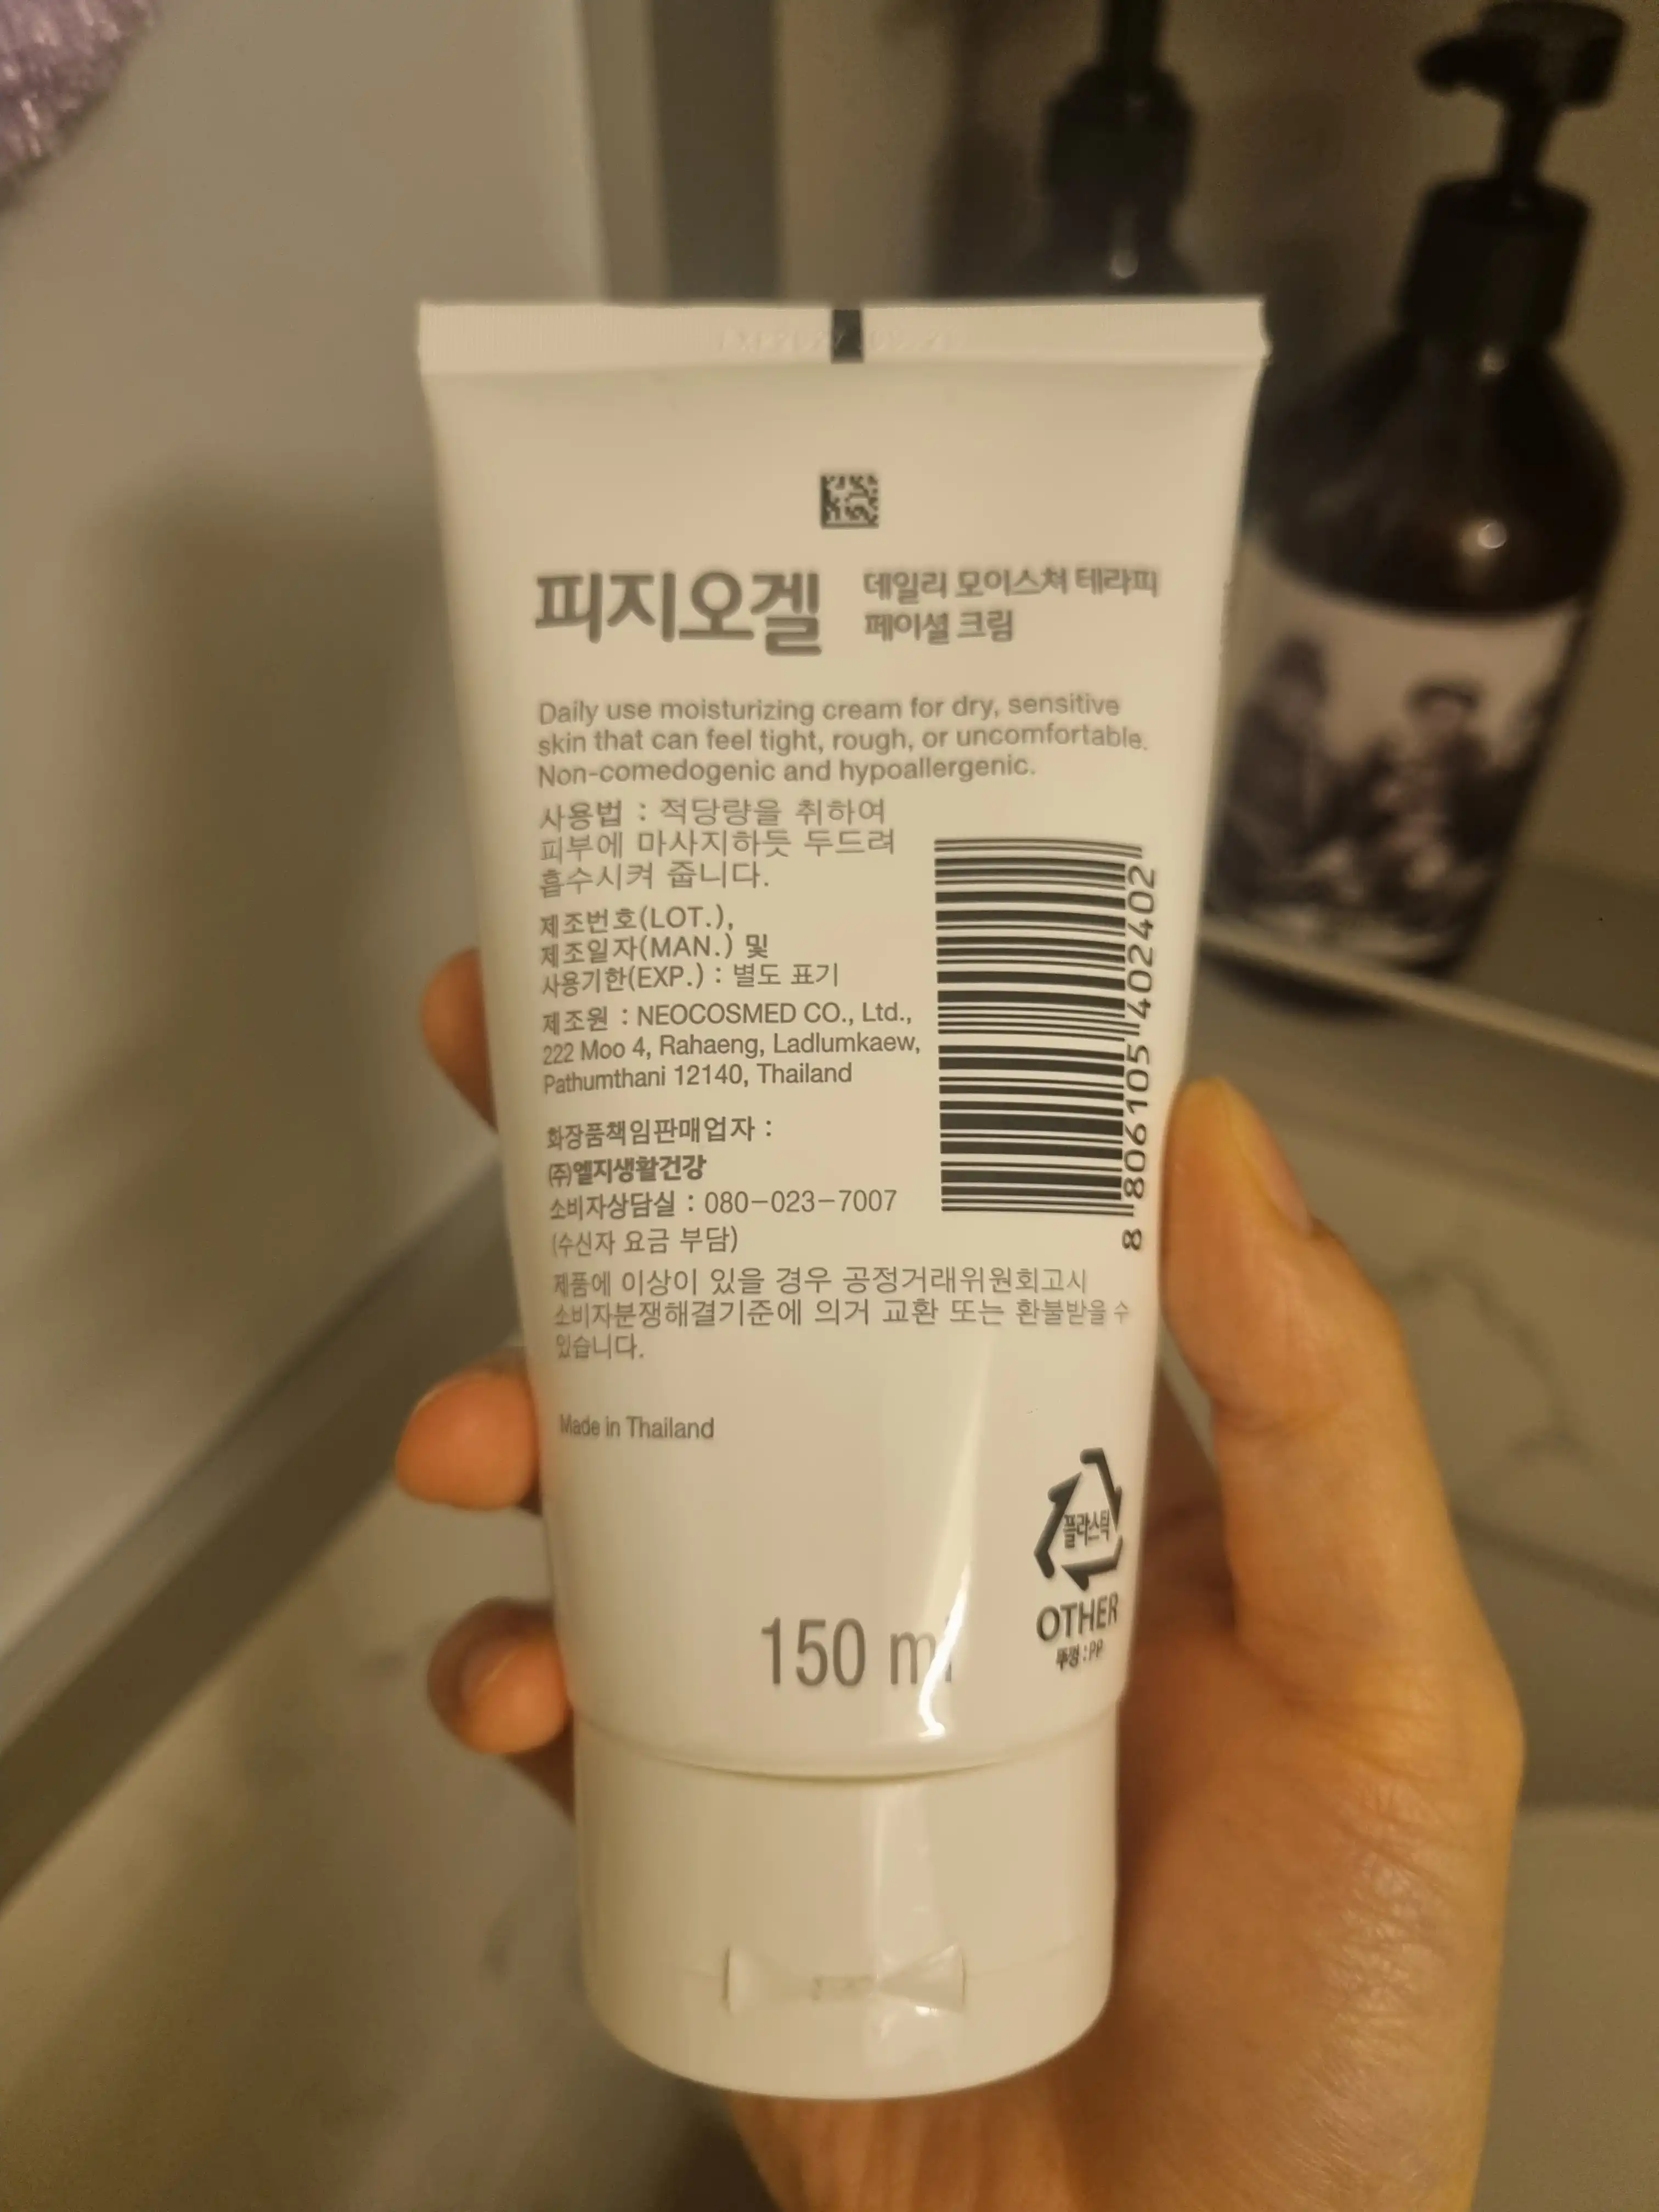 피지오겔
데일리 모이스쳐 테라피
페이셜 크림
Daily use moisturizing cream for dry, sensitive
skin that can feel tight, rough, or uncomfortable.
Non-comedogenic and hypoallergenic.
사용법 : 적당량을 취하여
피부에 마사지하듯 두드려
흡수시켜 줍니다.
제조번호(LOT.),
제조일자(MAN.) 및
사용기한(EXP.) : 별도 표기
제조원 : NEOCOSMED CO., Ltd.,
222 Moo 4, Rahaeng, Ladlumkaew,
Pathumthani 12140, Thailand
8 806105 402402
화장품책임판매업자 :
㈜엘지생활건강
소비자상담실 : 080-023-7007
(수신자 요금 부담)
제품에 이상이 있을 경우 공정거래위원회고시
소비자분쟁해결기준에 의거 교환 또는 환불받을 수
있습니다.
Made in Thailand
플라스틱
OTHER
뚜껑 : PP
150 ml